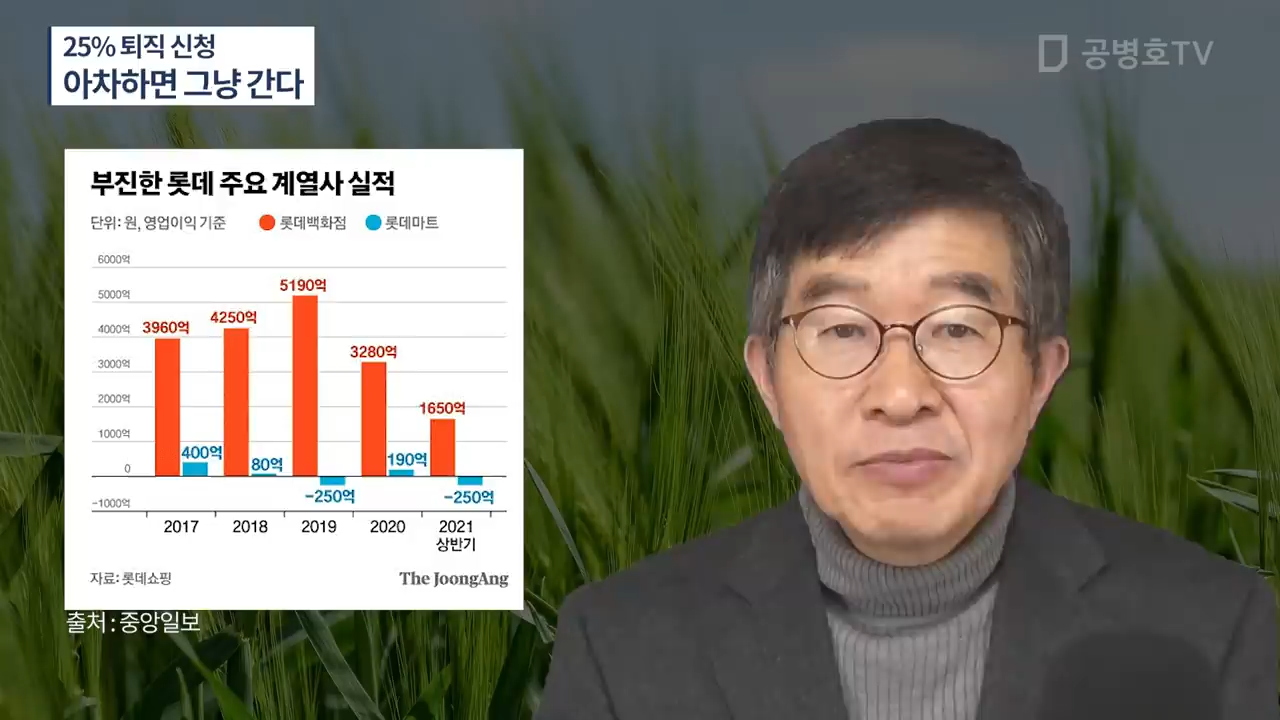 25% 퇴직 신청
아차하면 그냥 간다
공병호TV
부진한 롯데 주요 계열사 실적
단위: 원, 영업이익 기준 롯데백화점 롯데마트
6000억
5000억
4000억
3000억
2000억
1000억
0
-1000억
3960억
400억
4250억
80억
5190억
-250억
3280억
190억
1650억
-250억
2017 2018 2019 2020 2021
상반기
자료: 롯데쇼핑 The JoongAng
출처 : 중앙일보